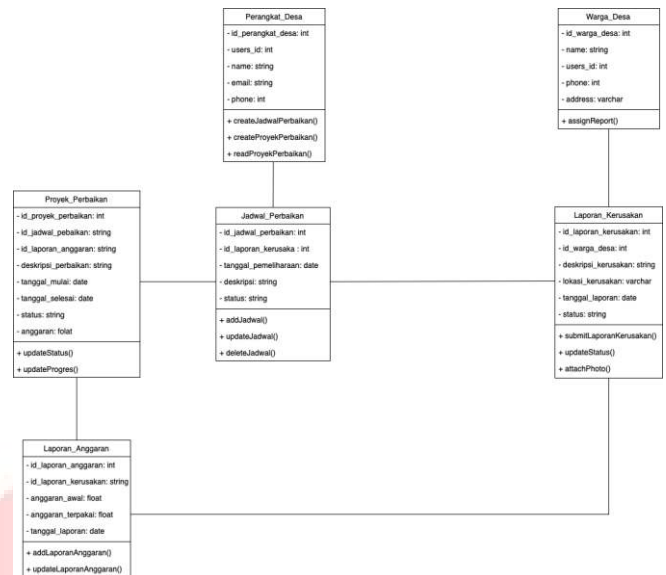 Perangkat_Desa
- id_perangkat_desa: int
- users_id: int
- name: string
- email: string
- phone: int
+ createJadwalPerbaikan()
+ createProyekPerbaikan()
+ readProyekPerbaikan()
Warga_Desa
- id_warga_desa: int
- name: string
- users_id: int
- phone: int
- address: varchar
+ assignReport()
Proyek_Perbaikan
- id_proyek_perbaikan: int
- id_jadwal_pebaikan: string
- id_laporan_anggaran: string
- deskripsi_perbaikan: string
- tanggal_mulai: date
- tanggal_selesai: date
- status: string
- anggaran: folat
+ updateStatus()
+ updateProgres()
Jadwal_Perbaikan
- id_jadwal_perbaikan: int
- id_laporan_kerusaka : int
- tanggal_pemeliharaan: date
- deskripsi: string
- status: string
+ addJadwal()
+ updateJadwal()
+ deleteJadwal()
Laporan_Kerusakan
- id_laporan_kerusakan: int
- id_warga_desa: int
- deskripsi_kerusakan: string
- lokasi_kerusakan: varchar
- tanggal_laporan: date
- status: string
+ submitLaporanKerusakan()
+ updateStatus()
+ attachPhoto()
Laporan_Anggaran
- id_laporan_anggaran: int
- id_laporan_kerusakan: string
- anggaran_awal: float
- anggaran_terpakai: float
- tanggal_laporan: date
+ addLaporanAnggaran()
+ updateLaporanAnggaran()